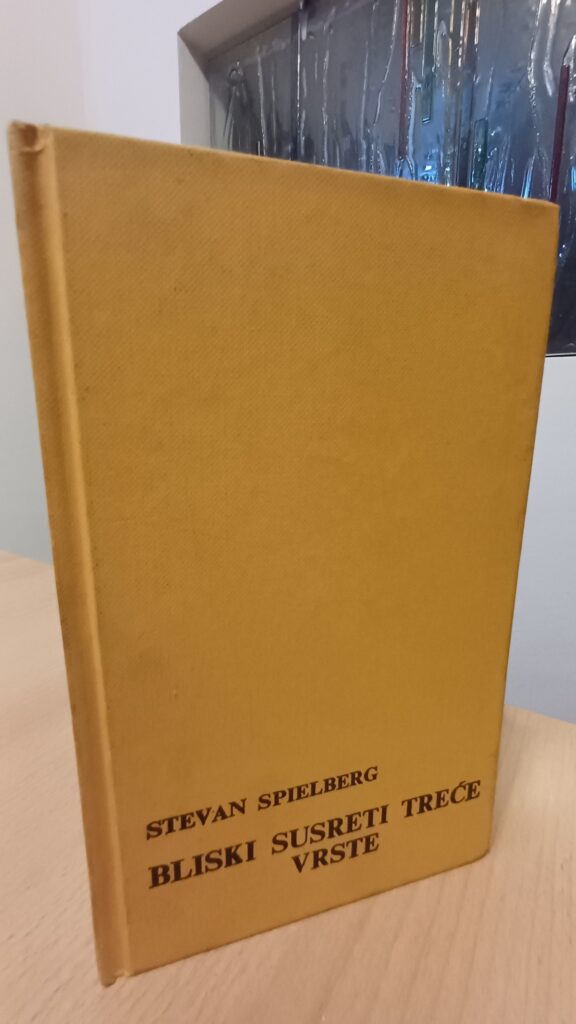 STEVAN SPIELBERG
BLISKI SUSRETI TREĆE
VRSTE